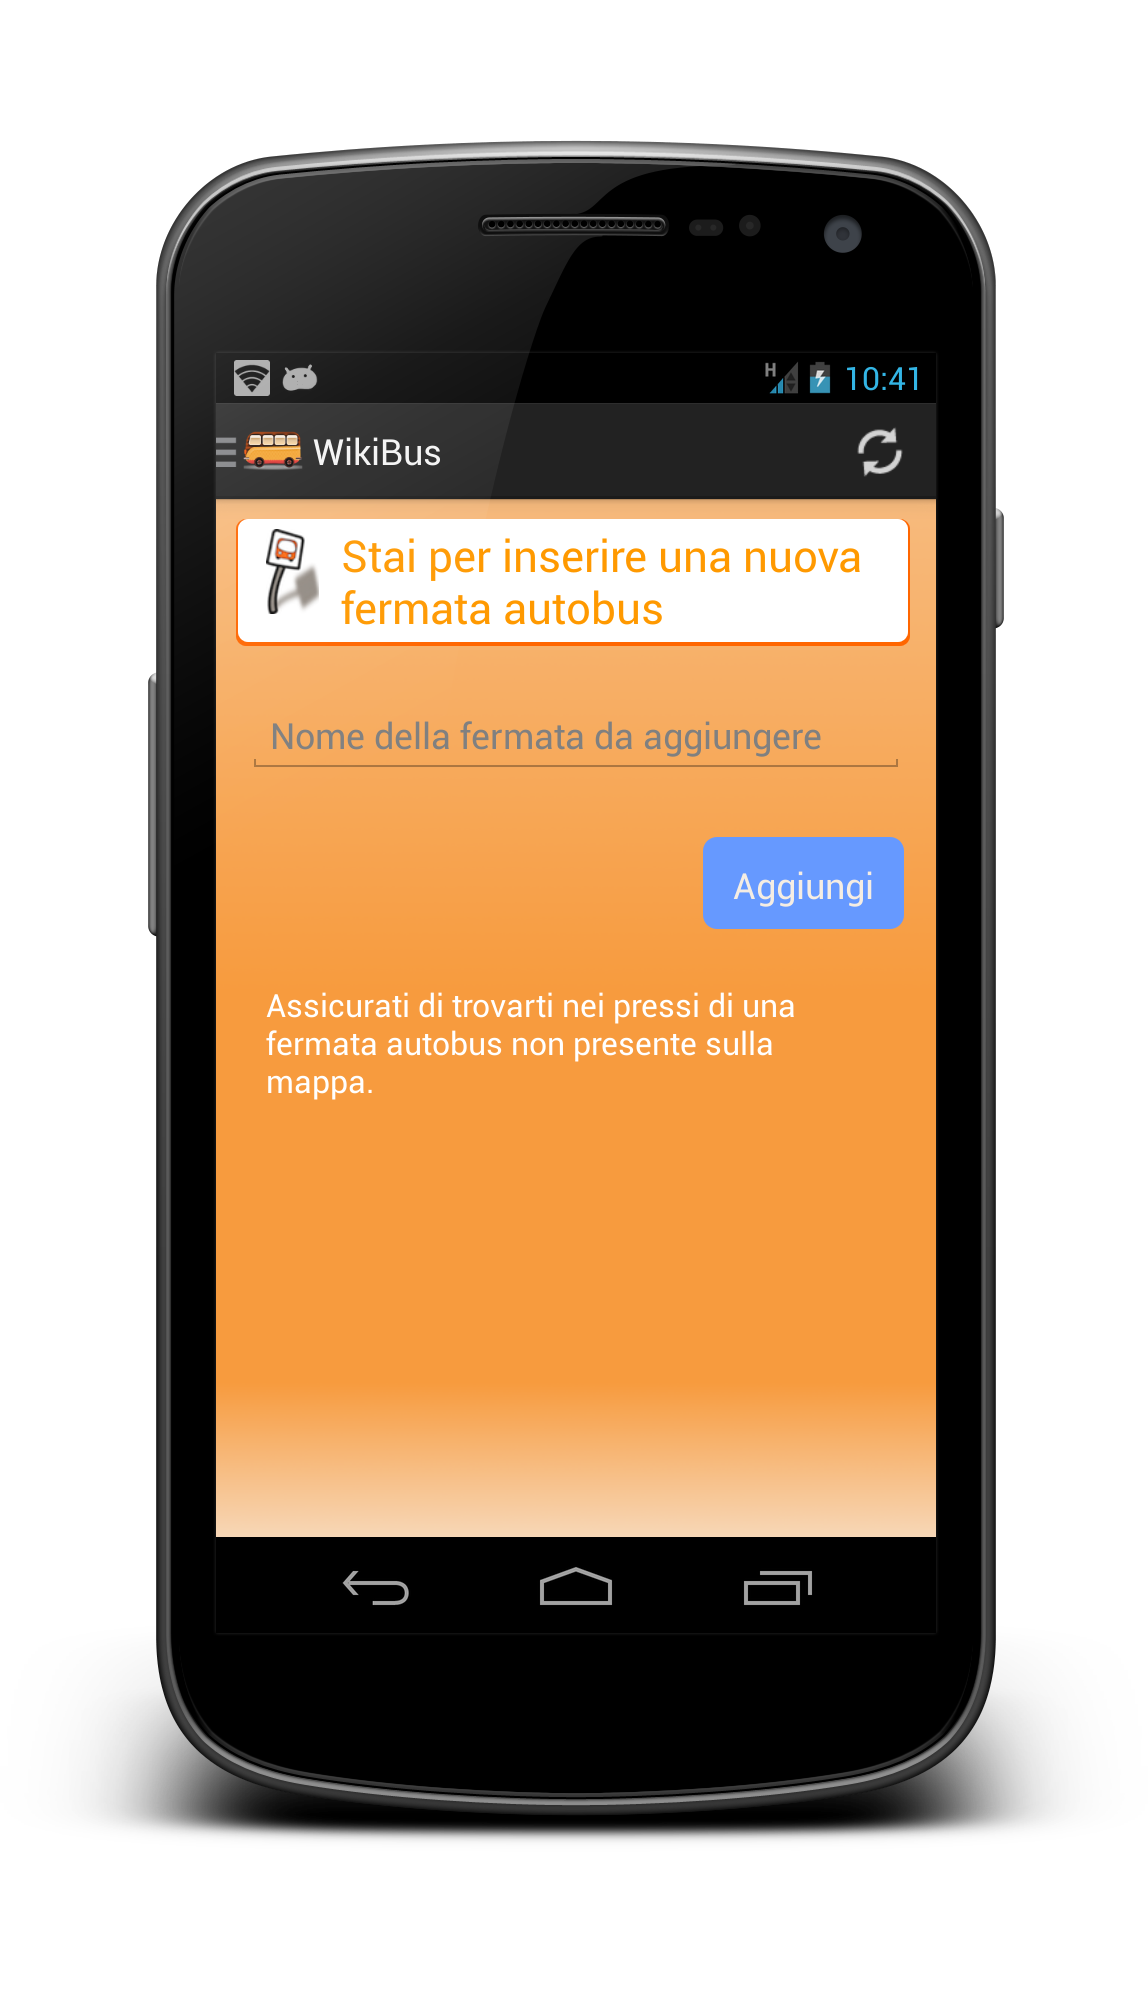 H
10:41
WikiBus
Stai per inserire una nuova
fermata autobus
Nome della fermata da aggiungere
Aggiungi
Assicurati di trovarti nei pressi di una
fermata autobus non presente sulla
mappa.